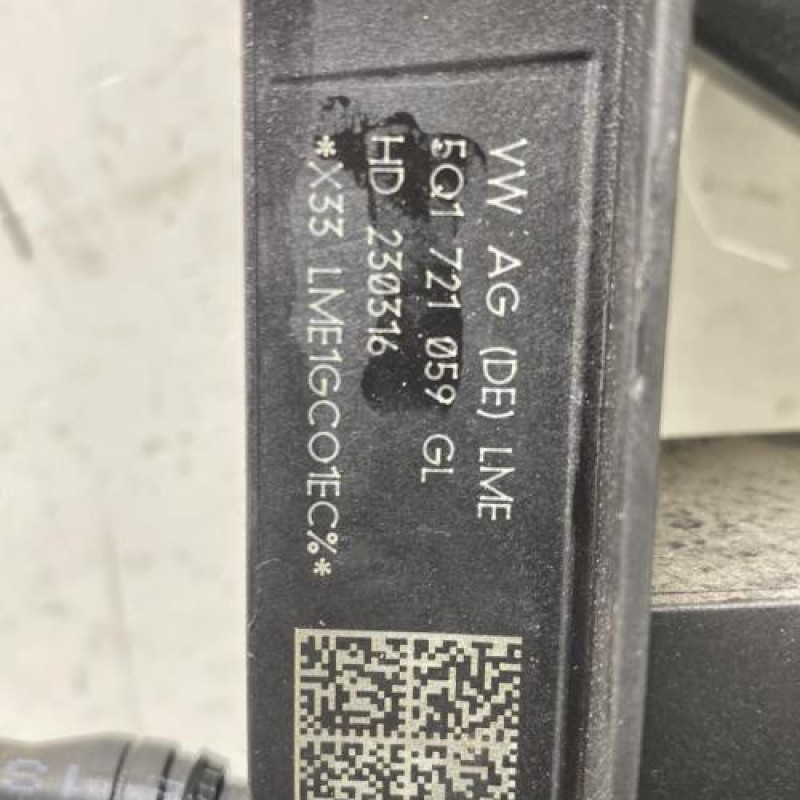 VW AG (DE) LME
5Q1 721 059 GL
HD 230316
*X33 LME1GC01EC%*